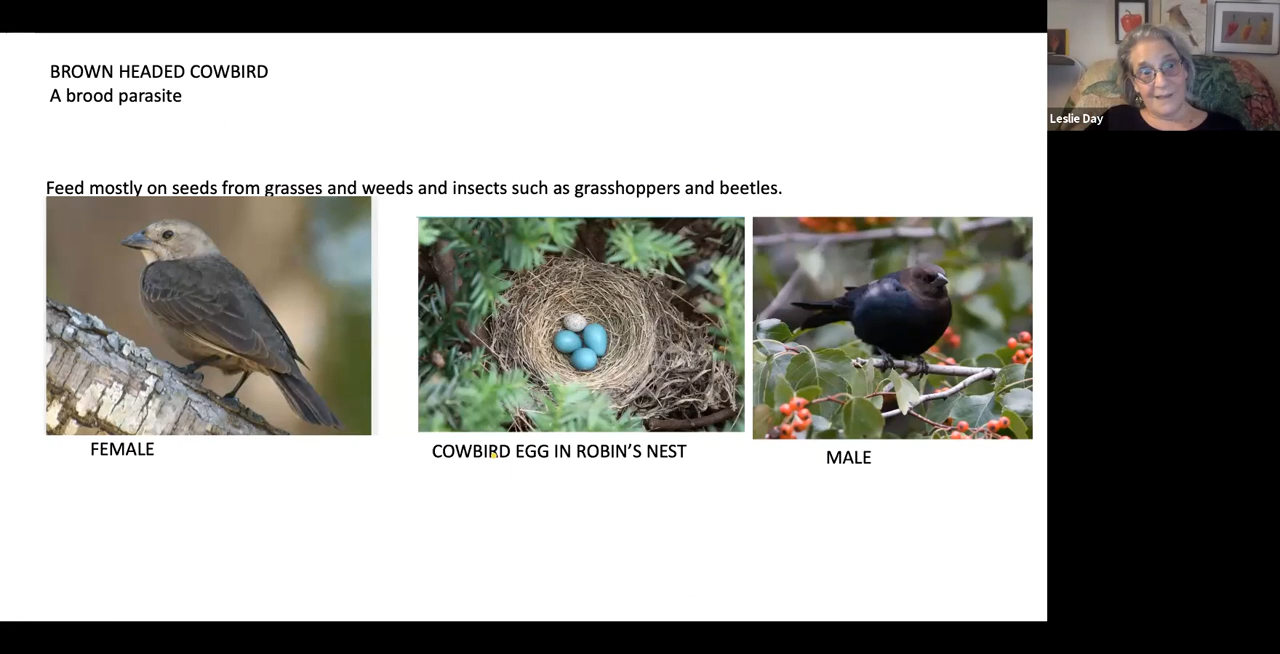 BROWN HEADED COWBIRD
A brood parasite
Feed mostly on seeds from grasses and weeds and insects such as grasshoppers and beetles.
FEMALE
COWBIRD EGG IN ROBIN’S NEST
MALE
Leslie Day